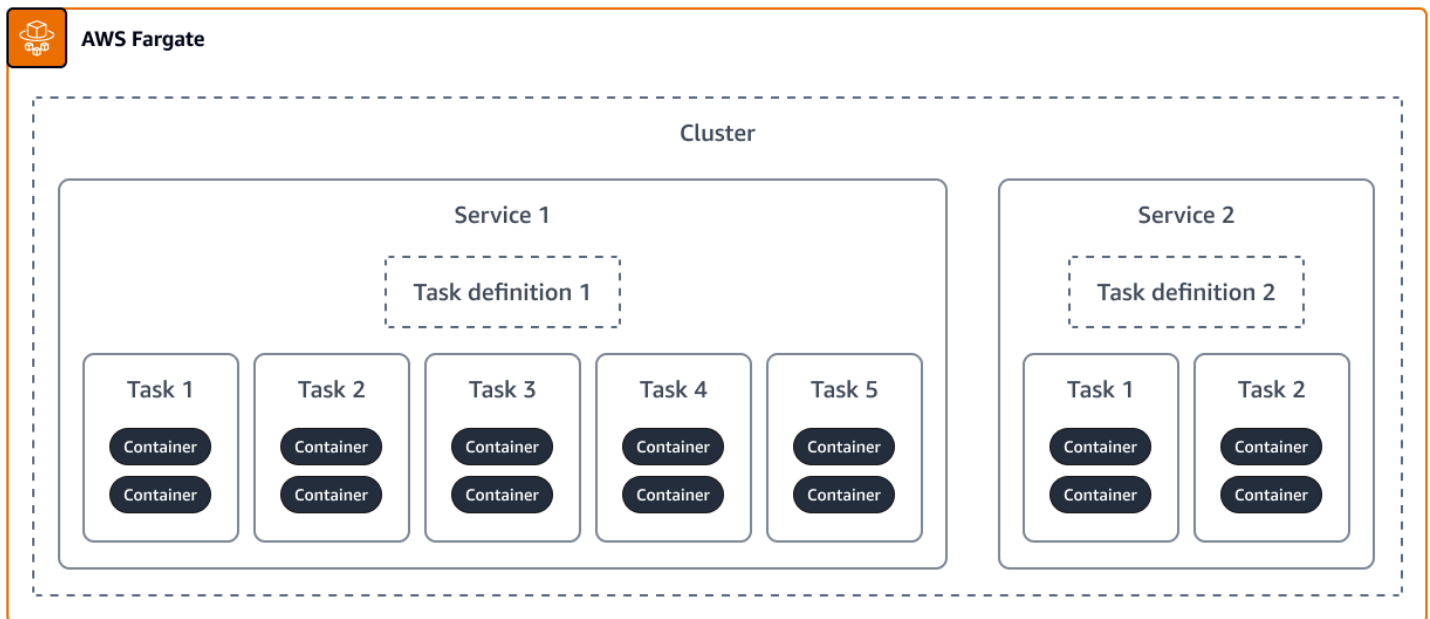 AWS Fargate
Cluster
Service 1
Task definition 1
Task 1
Container
Container
Task 2
Container
Container
Task 3
Container
Container
Task 4
Container
Container
Task 5
Container
Container
Service 2
Task definition 2
Task 1
Container
Container
Task 2
Container
Container